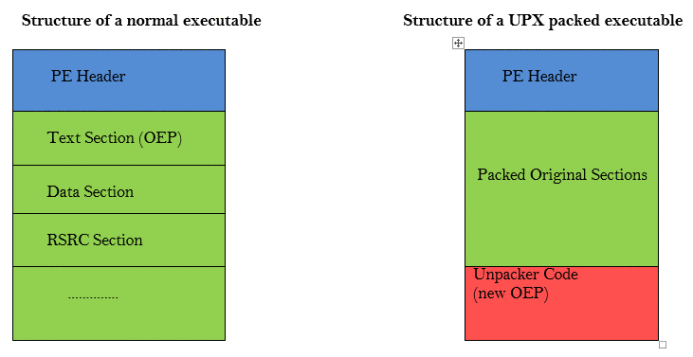 Structure of a normal executable
PE Header
Text Section (OEP)
Data Section
RSRC Section
..............
Structure of a UPX packed executable
PE Header
Packed Original Sections
Unpacker Code
(new OEP)